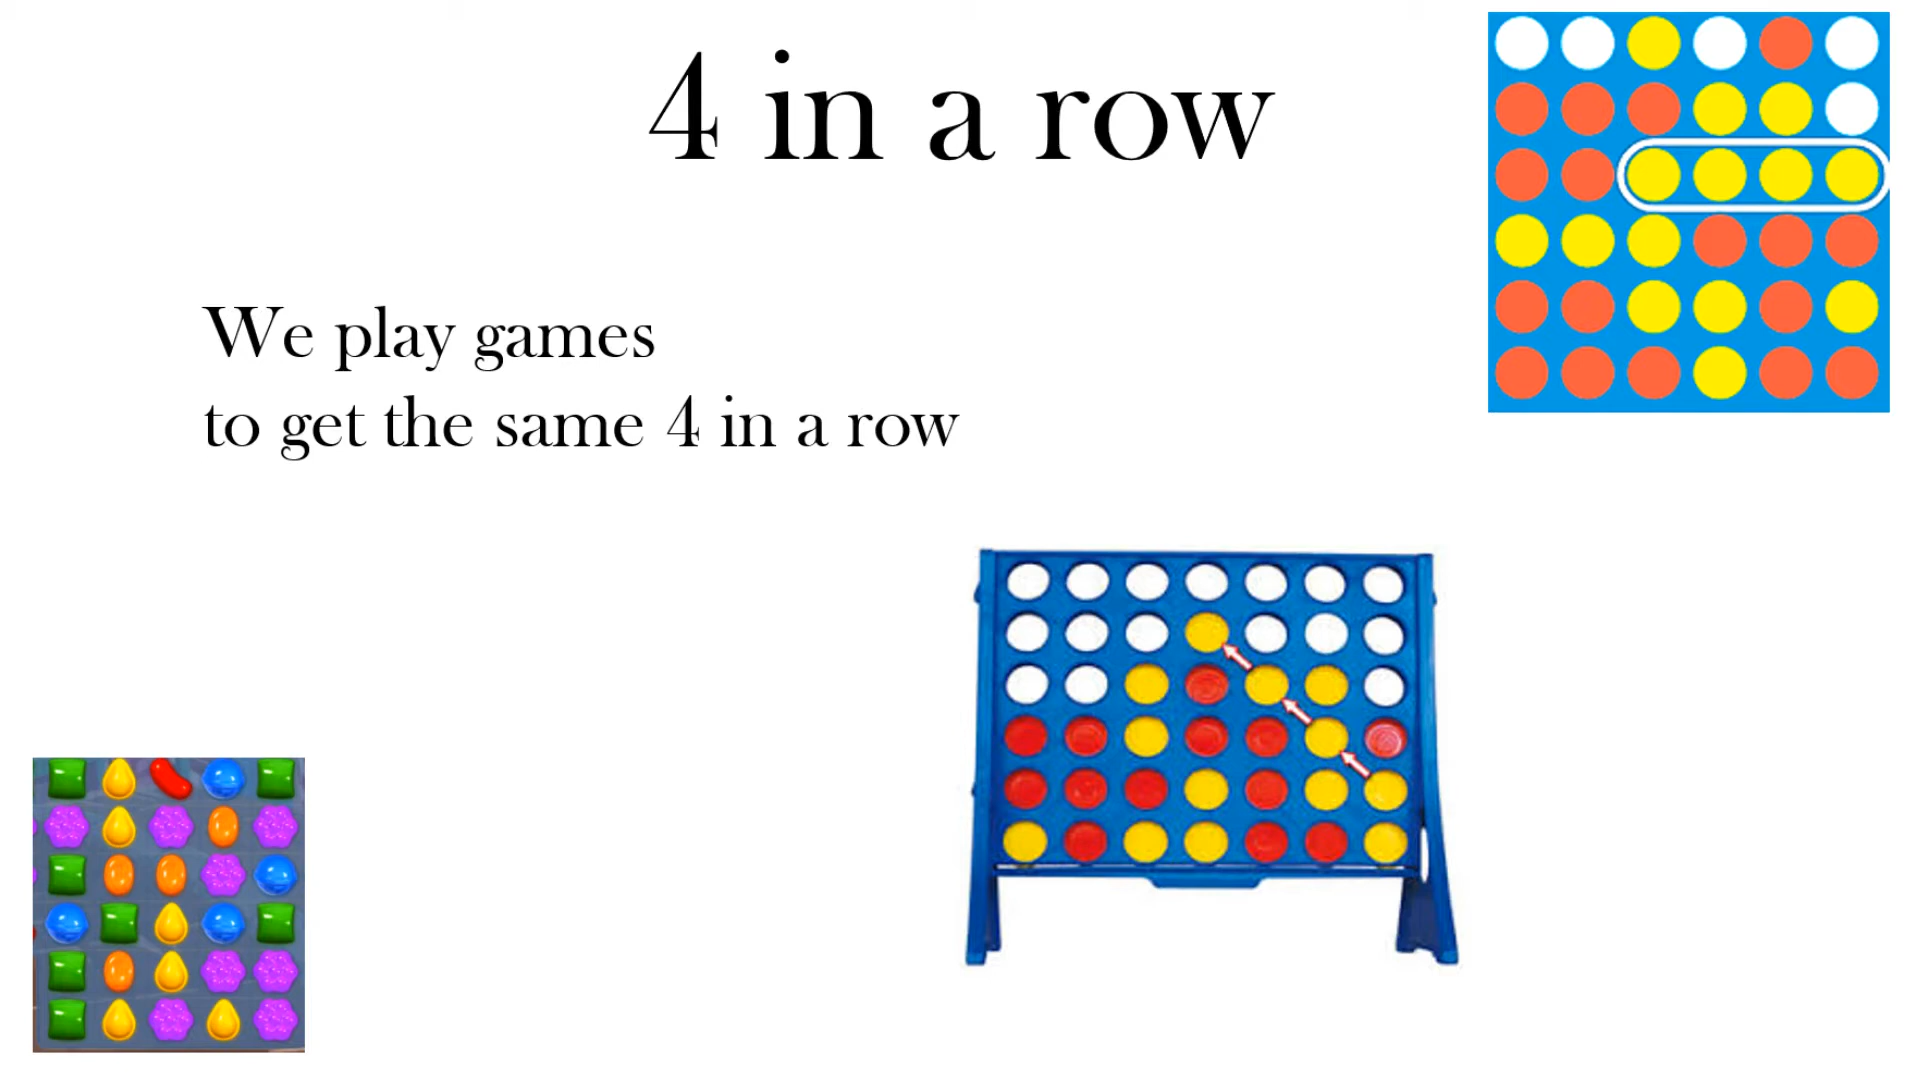 4 in a row
We play games
to get the same 4 in a row